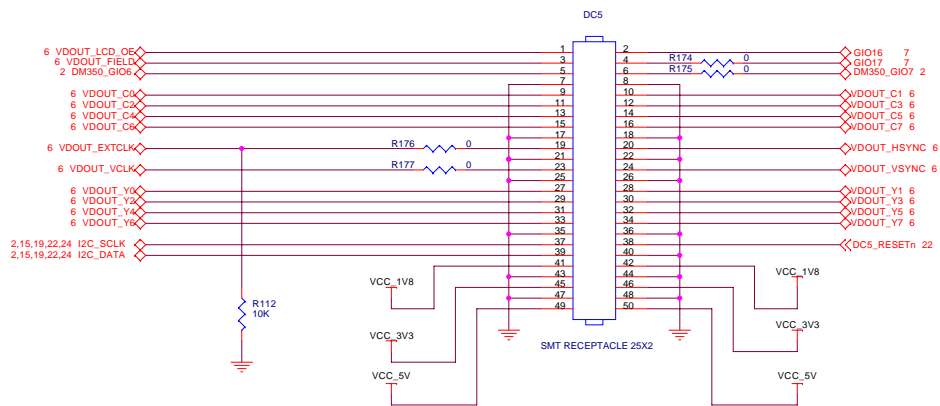 DC5
6 VDOUT_LCD_OE 1 2 GIO16 7
6 VDOUT_FIELD 3 4 R174 0 GIO17 7
2 DM350_GIO6 5 6 R175 0 DM350_GIO7 2
7 8
6 VDOUT_C0 9 10 VDOUT_C1 6
6 VDOUT_C2 11 12 VDOUT_C3 6
6 VDOUT_C4 13 14 VDOUT_C5 6
6 VDOUT_C6 15 16 VDOUT_C7 6
17 18
6 VDOUT_EXTCLK R176 0 19 20 VDOUT_HSYNC 6
21 22
6 VDOUT_VCLK R177 0 23 24 VDOUT_VSYNC 6
25 26
6 VDOUT_Y0 27 28 VDOUT_Y1 6
6 VDOUT_Y2 29 30 VDOUT_Y3 6
6 VDOUT_Y4 31 32 VDOUT_Y5 6
6 VDOUT_Y6 33 34 VDOUT_Y7 6
35 36
2,15,19,22,24 I2C_SCLK 37 38 DC5_RESETn 22
2,15,19,22,24 I2C_DATA 39 40
41 42
VCC_1V8 43 44 VCC_1V8
45 46
R112 47 48
10K 49 50
VCC_3V3 VCC_3V3
SMT RECEPTACLE 25X2
VCC_5V VCC_5V